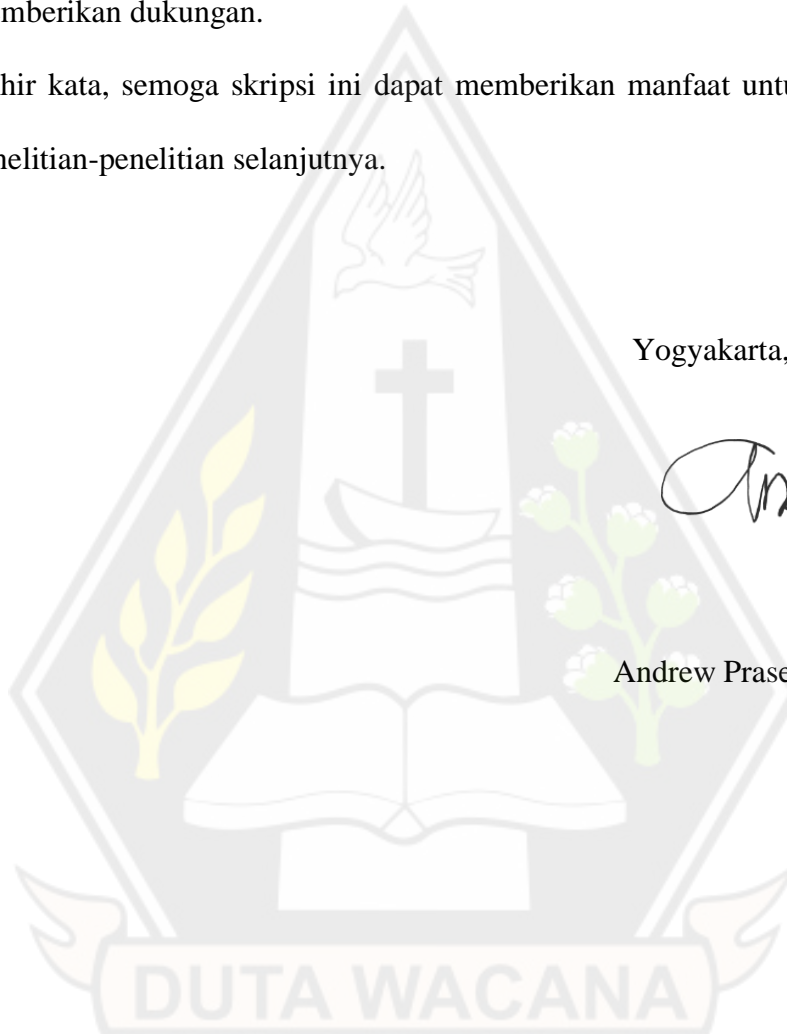 mberikan dukungan.
hir kata, semoga skripsi ini dapat memberikan manfaat untu
nelitian-penelitian selanjutnya.
Yogyakarta,
Andrew Prase
DUTA WACANA